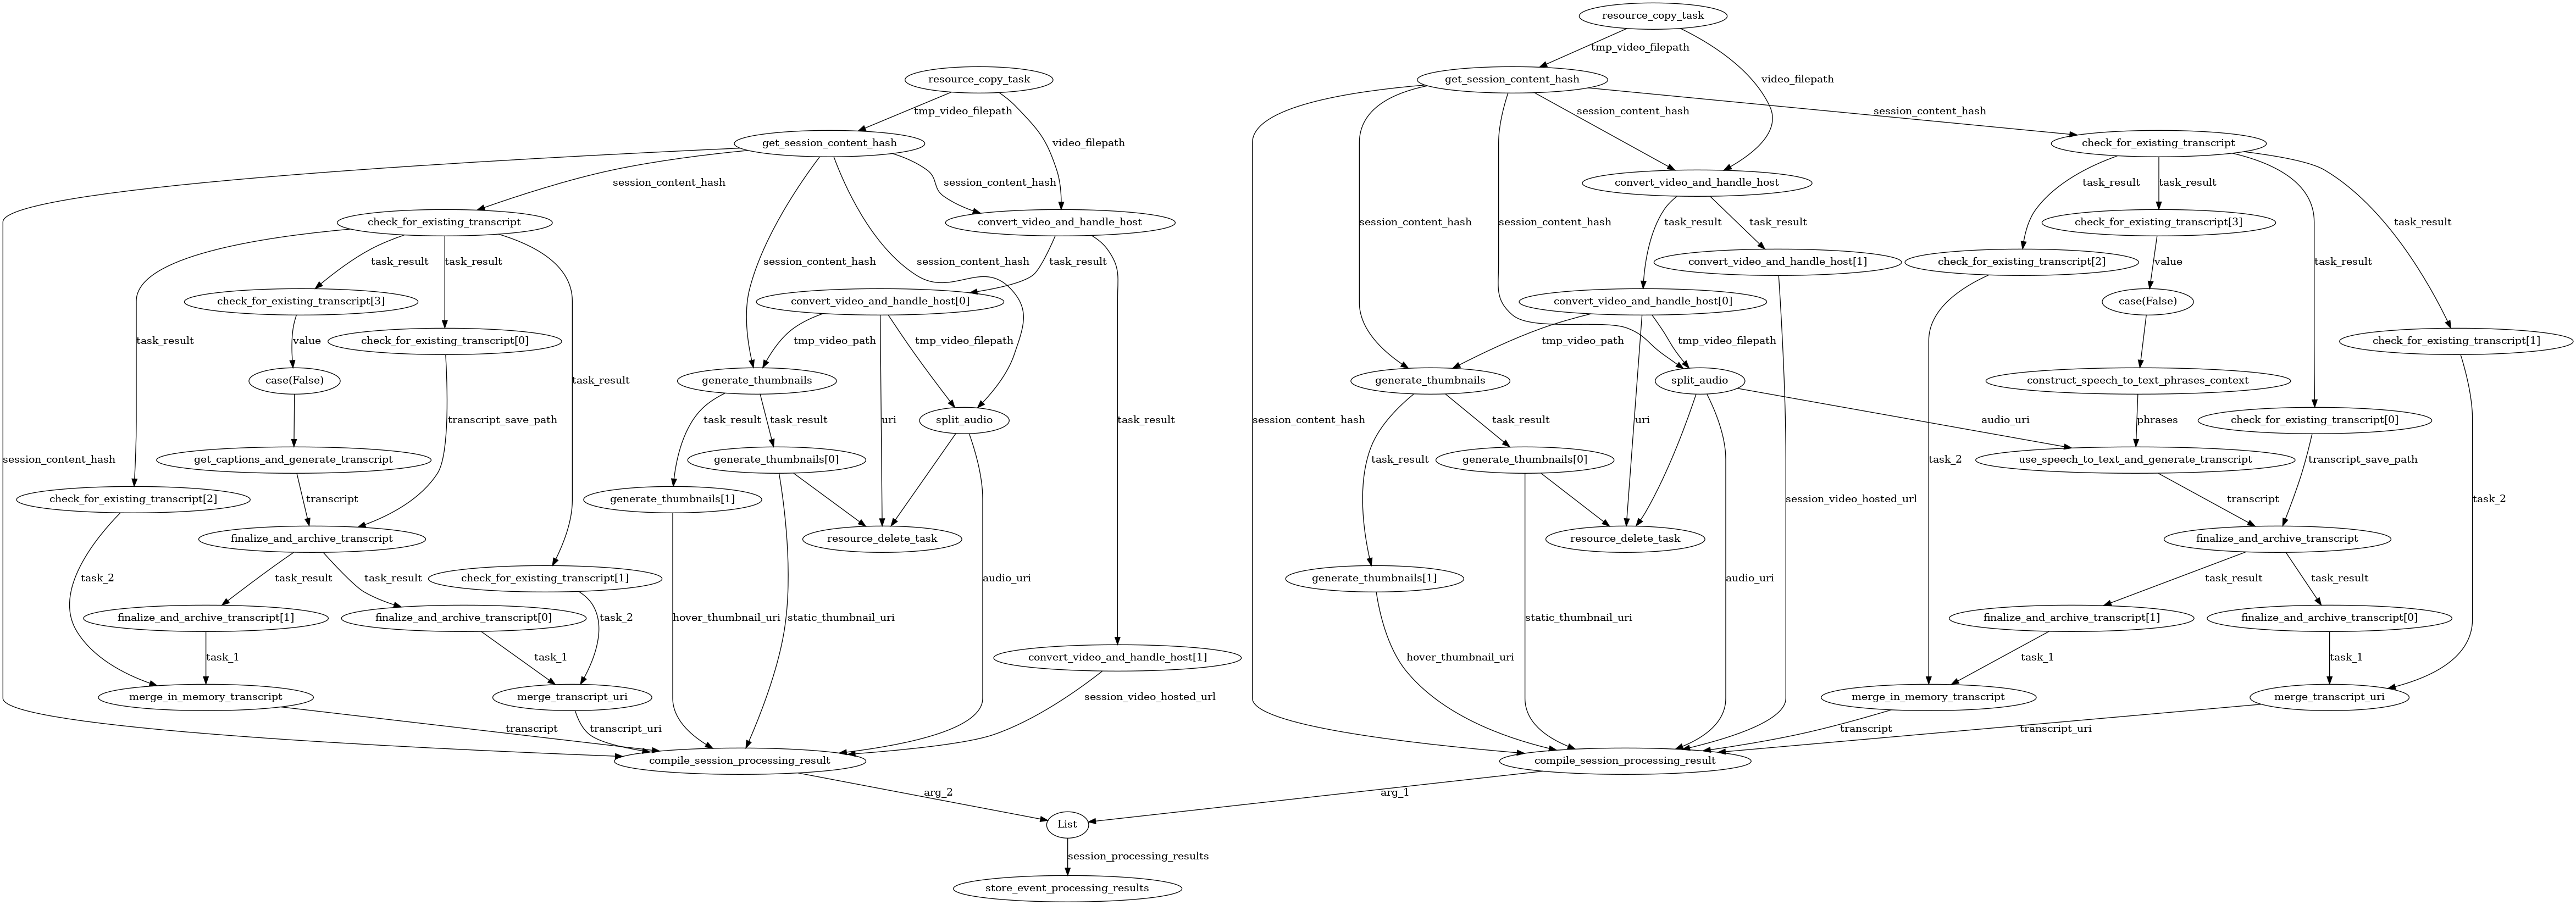 resource_copy_task
tmp_video_filepath
resource_copy_task
get_session_content_hash
video_filepath
tmp_video_filepath
session_content_hash
session_content_hash
get_session_content_hash
video_filepath
check_for_existing_transcript
session_content_hash
session_content_hash
convert_video_and_handle_host
task_result
task_result
check_for_existing_transcript
convert_video_and_handle_host
session_content_hash
session_content_hash
task_result
task_result
check_for_existing_transcript[3]
task_result
task_result
task_result
session_content_hash
session_content_hash
task_result
convert_video_and_handle_host[1]
check_for_existing_transcript[2]
value
task_result
check_for_existing_transcript[3]
convert_video_and_handle_host[0]
convert_video_and_handle_host[0]
case(False)
task_result
value
check_for_existing_transcript[0]
tmp_video_path
tmp_video_filepath
tmp_video_path
tmp_video_filepath
check_for_existing_transcript[1]
case(False)
task_result
generate_thumbnails
generate_thumbnails
split_audio
construct_speech_to_text_phrases_context
transcript_save_path
task_result
task_result
uri
split_audio
task_result
session_content_hash
task_result
uri
audio_uri
phrases
check_for_existing_transcript[0]
session_content_hash
get_captions_and_generate_transcript
generate_thumbnails[0]
task_result
generate_thumbnails[0]
task_2
use_speech_to_text_and_generate_transcript
transcript_save_path
check_for_existing_transcript[2]
transcript
generate_thumbnails[1]
session_video_hosted_url
transcript
task_2
finalize_and_archive_transcript
resource_delete_task
resource_delete_task
finalize_and_archive_transcript
task_2
task_result
task_result
check_for_existing_transcript[1]
audio_uri
generate_thumbnails[1]
audio_uri
task_result
task_result
finalize_and_archive_transcript[1]
finalize_and_archive_transcript[0]
task_2
hover_thumbnail_uri
static_thumbnail_uri
static_thumbnail_uri
finalize_and_archive_transcript[1]
finalize_and_archive_transcript[0]
task_1
task_1
convert_video_and_handle_host[1]
hover_thumbnail_uri
task_1
task_1
merge_in_memory_transcript
merge_transcript_uri
session_video_hosted_url
merge_in_memory_transcript
merge_transcript_uri
transcript
transcript_uri
transcript
transcript_uri
compile_session_processing_result
compile_session_processing_result
arg_2
arg_1
List
session_processing_results
store_event_processing_results